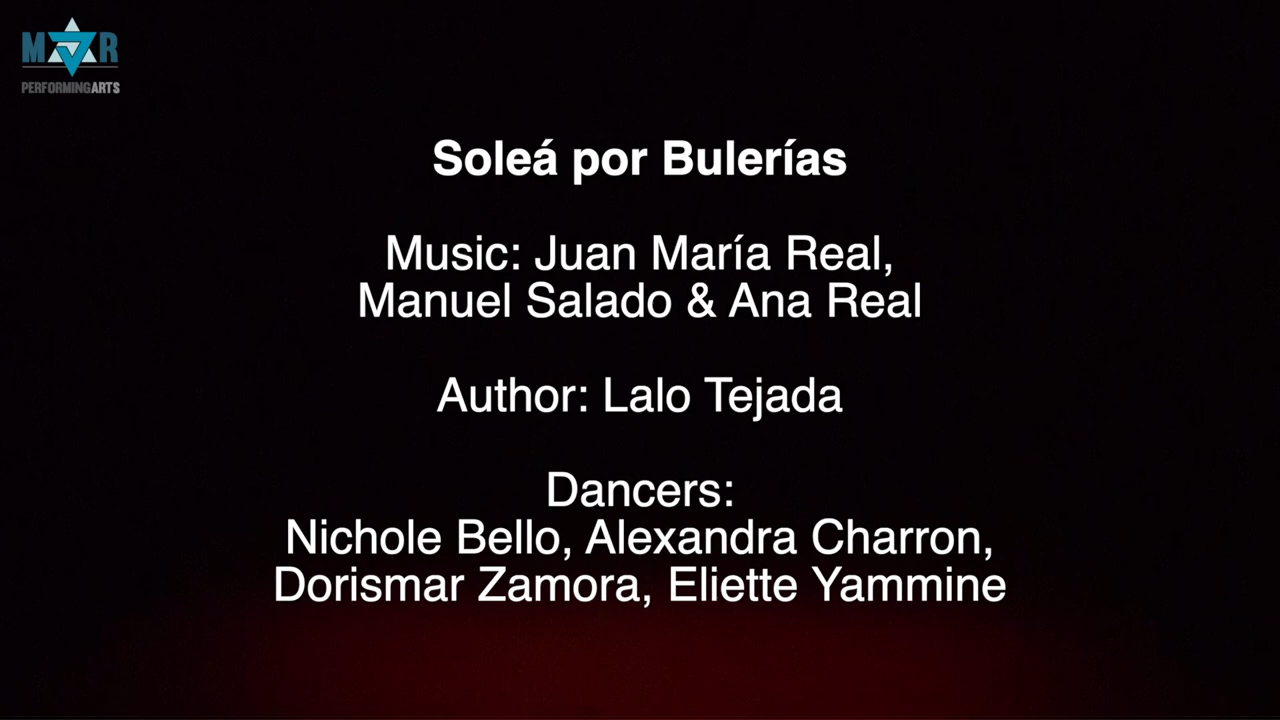 MAR
PERFORMINGARTS
Soleá por Bulerías
Music: Juan María Real,
Manuel Salado & Ana Real
Author: Lalo Tejada
Dancers:
Nichole Bello, Alexandra Charron,
Dorismar Zamora, Eliette Yammine